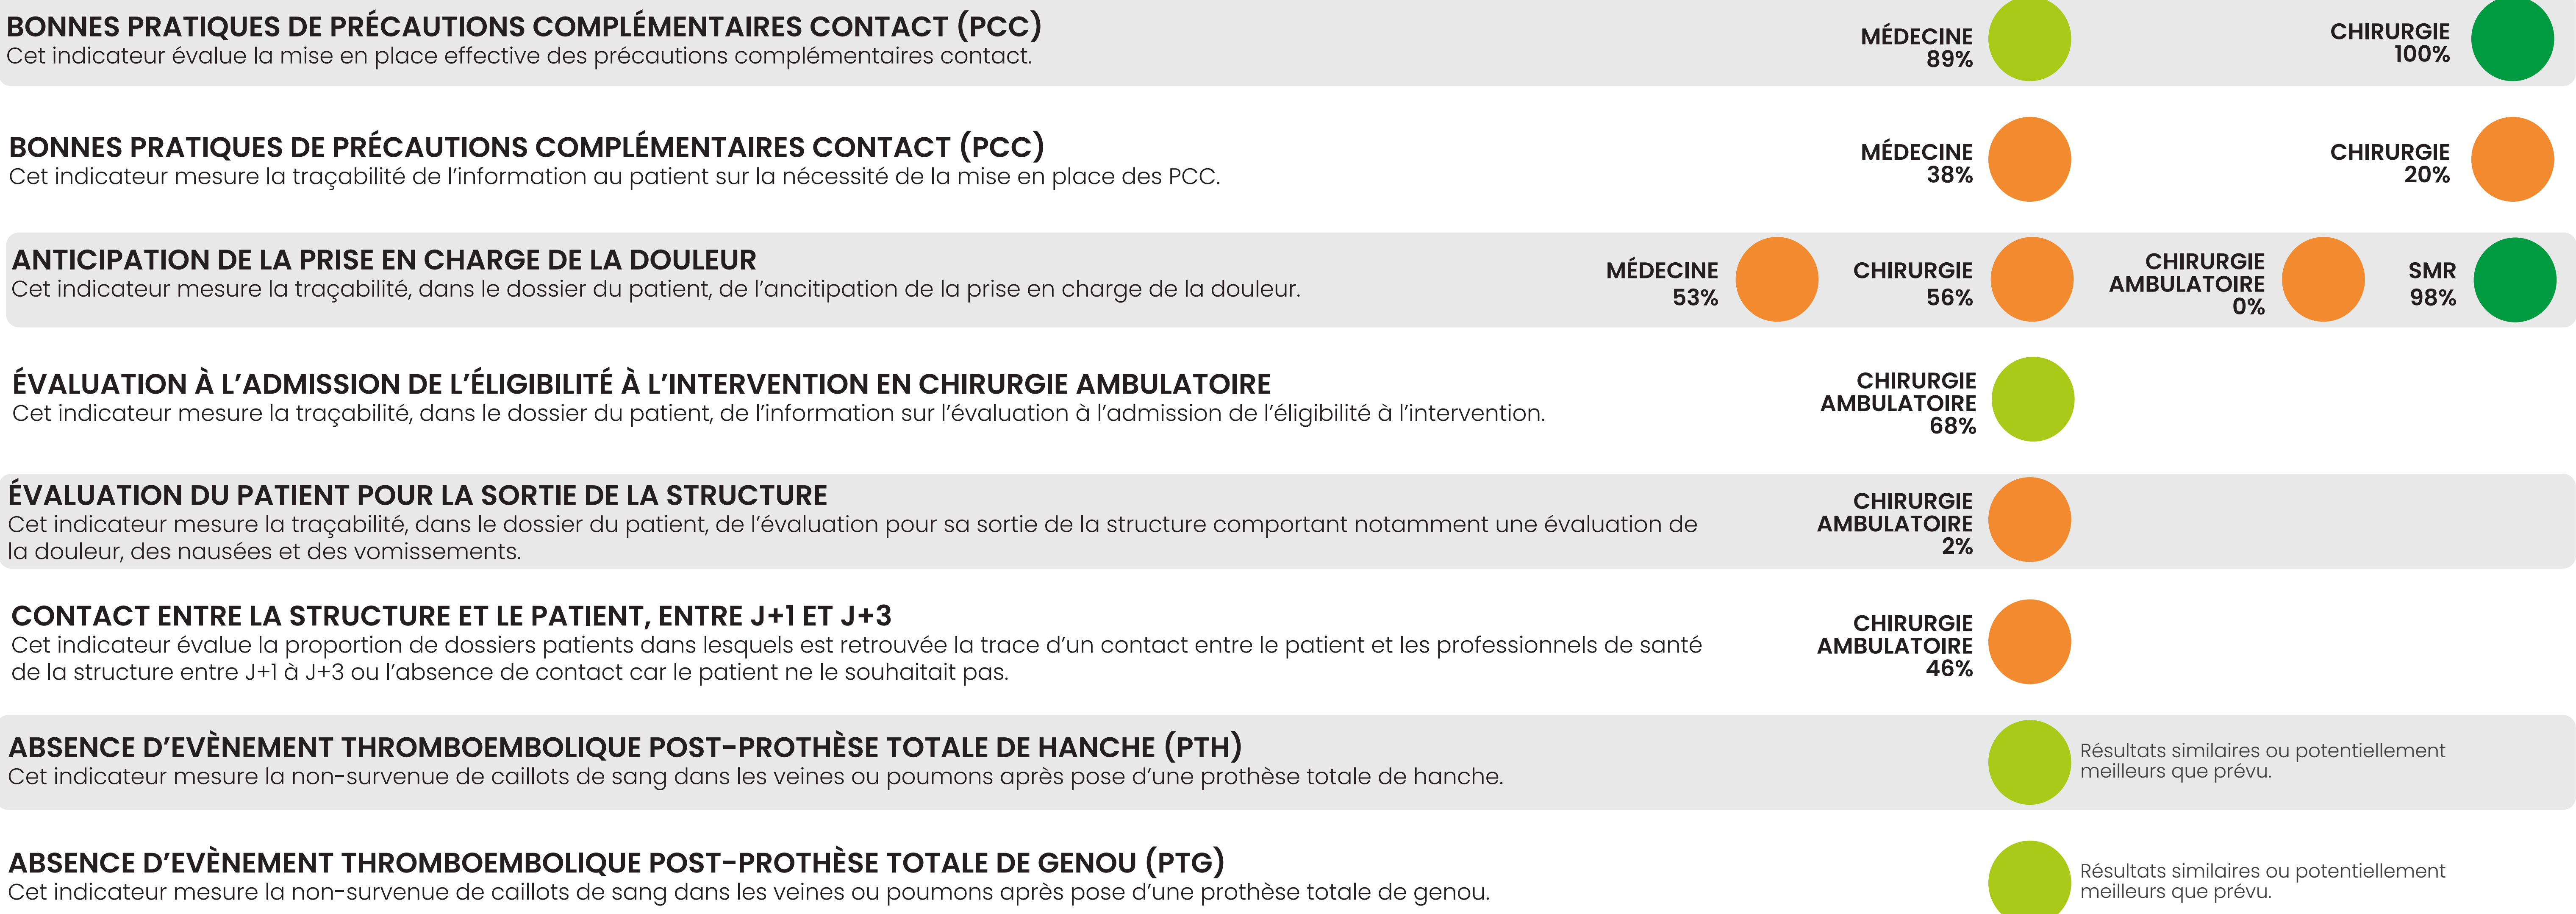 BONNES PRATIQUES DE PRÉCAUTIONS COMPLÉMENTAIRES CONTACT (PCC)
Cet indicateur évalue la mise en place effective des précautions complémentaires contact.
MÉDECINE
89%
CHIRURGIE
100%
BONNES PRATIQUES DE PRÉCAUTIONS COMPLÉMENTAIRES CONTACT (PCC)
Cet indicateur mesure la traçabilité de l'information au patient sur la nécessité de la mise en place des PCC.
MÉDECINE
38%
CHIRURGIE
20%
ANTICIPATION DE LA PRISE EN CHARGE DE LA DOULEUR
Cet indicateur mesure la traçabilité, dans le dossier du patient, de l'ancitipation de la prise en charge de la douleur.
MÉDECINE
53%
CHIRURGIE
56%
CHIRURGIE
AMBULATOIRE
0%
SMR
98%
ÉVALUATION À L'ADMISSION DE L'ÉLIGIBILITÉ À L'INTERVENTION EN CHIRURGIE AMBULATOIRE
Cet indicateur mesure la traçabilité, dans le dossier du patient, de l'information sur l'évaluation à l'admission de l'éligibilité à l'intervention.
CHIRURGIE
AMBULATOIRE
68%
ÉVALUATION DU PATIENT POUR LA SORTIE DE LA STRUCTURE
Cet indicateur mesure la traçabilité, dans le dossier du patient, de l'évaluation pour sa sortie de la structure comportant notamment une évaluation de
la douleur, des nausées et des vomissements.
CHIRURGIE
AMBULATOIRE
2%
CONTACT ENTRE LA STRUCTURE ET LE PATIENT, ENTRE J+1 ET J+3
Cet indicateur évalue la proportion de dossiers patients dans lesquels est retrouvée la trace d'un contact entre le patient et les professionnels de santé
de la structure entre J+1 à J+3 ou l'absence de contact car le patient ne le souhaitait pas.
CHIRURGIE
AMBULATOIRE
46%
ABSENCE D'EVÈNEMENT THROMBOEMBOLIQUE POST-PROTHÈSE TOTALE DE HANCHE (PTH)
Cet indicateur mesure la non-survenue de caillots de sang dans les veines ou poumons après pose d'une prothèse totale de hanche.
Résultats similaires ou potentiellement
meilleurs que prévu.
ABSENCE D'EVÈNEMENT THROMBOEMBOLIQUE POST-PROTHÈSE TOTALE DE GENOU (PTG)
Cet indicateur mesure la non-survenue de caillots de sang dans les veines ou poumons après pose d'une prothèse totale de genou.
Résultats similaires ou potentiellement
meilleurs que prévu.